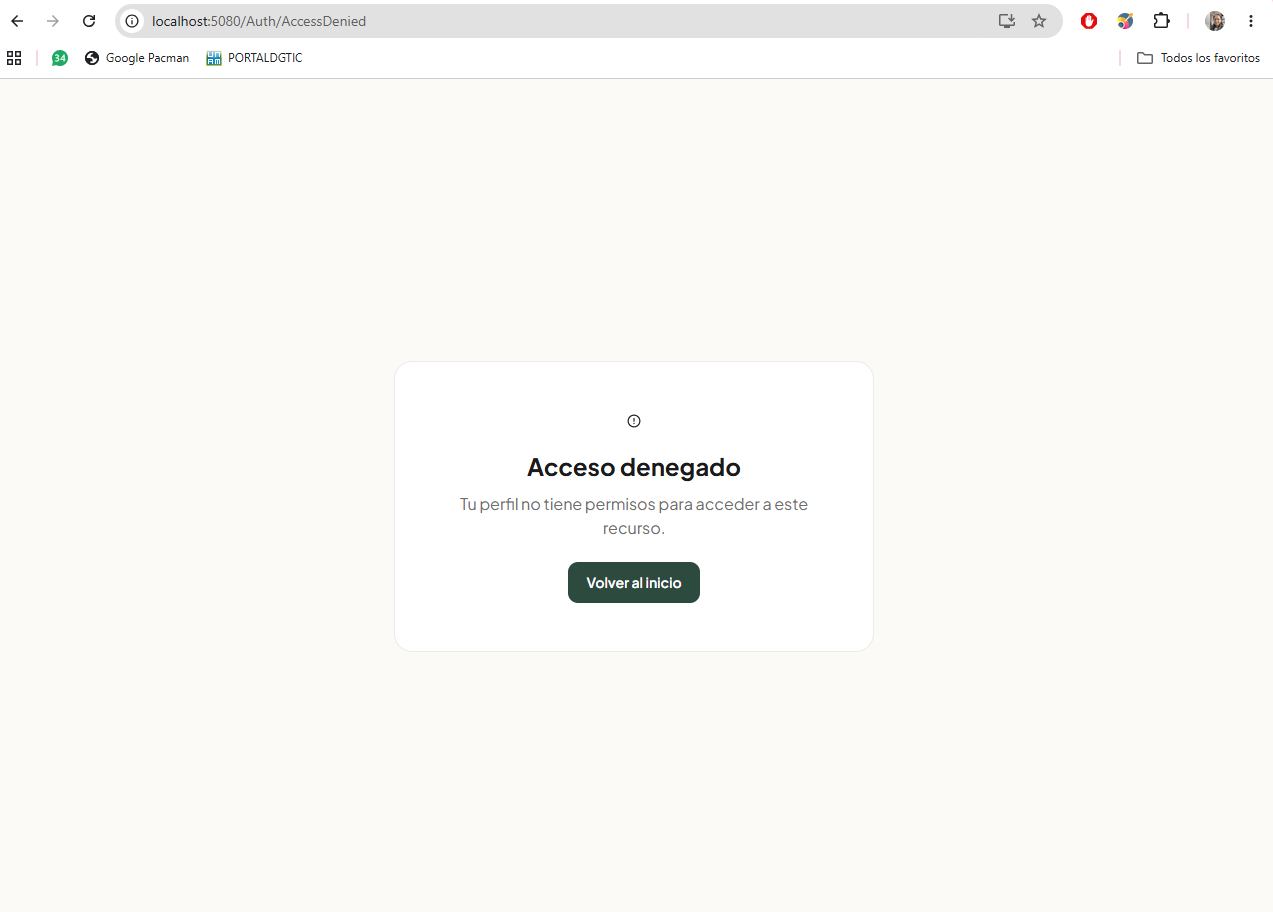 localhost:5080/Auth/AccessDenied
34
Google Pacman
UNAM
PORTALDGTIC
Todos los favoritos
Acceso denegado
Tu perfil no tiene permisos para acceder a este
recurso.
Volver al inicio